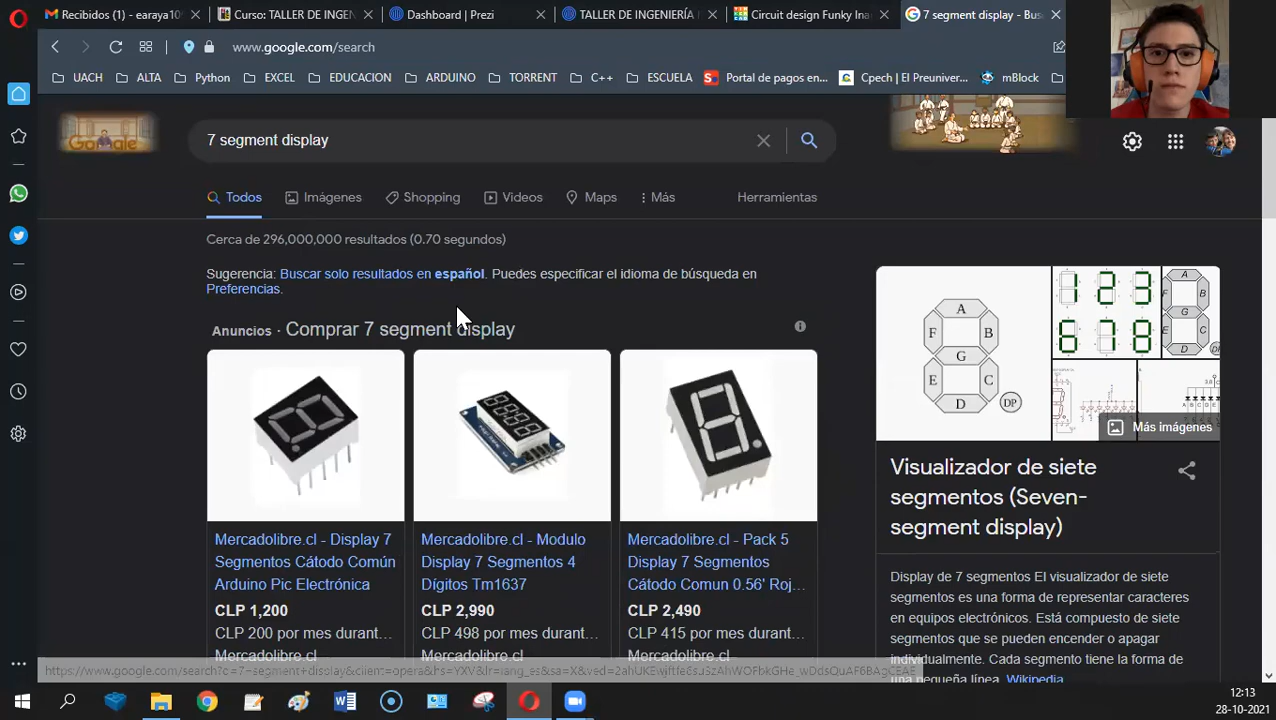 Recibidos (1) - earaya10
Curso: TALLER DE INGEN
Dashboard | Prezi
TALLER DE INGENIERÍA
Circuit design Funky Ina
7 segment display - Bus
www.google.com/search
UACH
ALTA
Python
EXCEL
EDUCACION
ARDUINO
TORRENT
C++
ESCUELA
Portal de pagos en...
Cpech | El Preuniver...
mBlock
Google
7 segment display
Todos
Imágenes
Shopping
Videos
Maps
Más
Herramientas
Cerca de 296,000,000 resultados (0.70 segundos)
Sugerencia: Buscar solo resultados en español. Puedes especificar el idioma de búsqueda en
Preferencias.
Anuncios · Comprar 7 segment display
Mercadolibre.cl - Display 7
Segmentos Cátodo Común
Arduino Pic Electrónica
CLP 1,200
CLP 200 por mes durant...
Mercadolibre.cl
Mercadolibre.cl - Modulo
Display 7 Segmentos 4
Dígitos Tm1637
CLP 2,990
CLP 498 por mes durant...
Mercadolibre.cl
Mercadolibre.cl - Pack 5
Display 7 Segmentos
Cátodo Comun 0.56' Roj...
CLP 2,490
CLP 415 por mes durant...
Mercadolibre.cl
A
F B
G
E C
D DP
1 2 3
6 7 8
A
F B
G
E C
D
Más imágenes
Visualizador de siete
segmentos (Seven-
segment display)
Display de 7 segmentos El visualizador de siete
segmentos es una forma de representar caracteres
en equipos electrónicos. Está compuesto de siete
segmentos que se pueden encender o apagar
individualmente. Cada segmento tiene la forma de
una pequeña línea. Wikipedia
12:13
28-10-2021